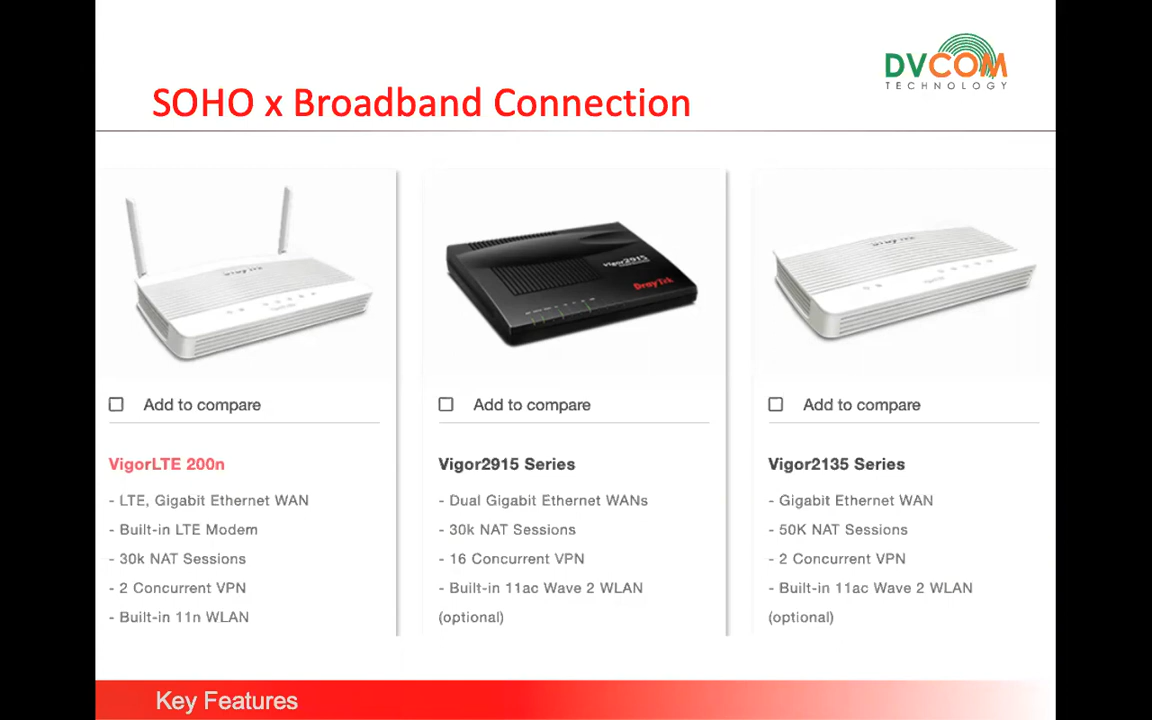 DVCOM
TECHNOLOGY
SOHO x Broadband Connection
Vigor2915
DrayTek
Add to compare
Add to compare
Add to compare
VigorLTE 200n
- LTE, Gigabit Ethernet WAN
- Built-in LTE Modem
- 30k NAT Sessions
- 2 Concurrent VPN
- Built-in 11n WLAN
Vigor2915 Series
- Dual Gigabit Ethernet WANs
- 30k NAT Sessions
- 16 Concurrent VPN
- Built-in 11ac Wave 2 WLAN
(optional)
Vigor2135 Series
- Gigabit Ethernet WAN
- 50K NAT Sessions
- 2 Concurrent VPN
- Built-in 11ac Wave 2 WLAN
(optional)
Key Features